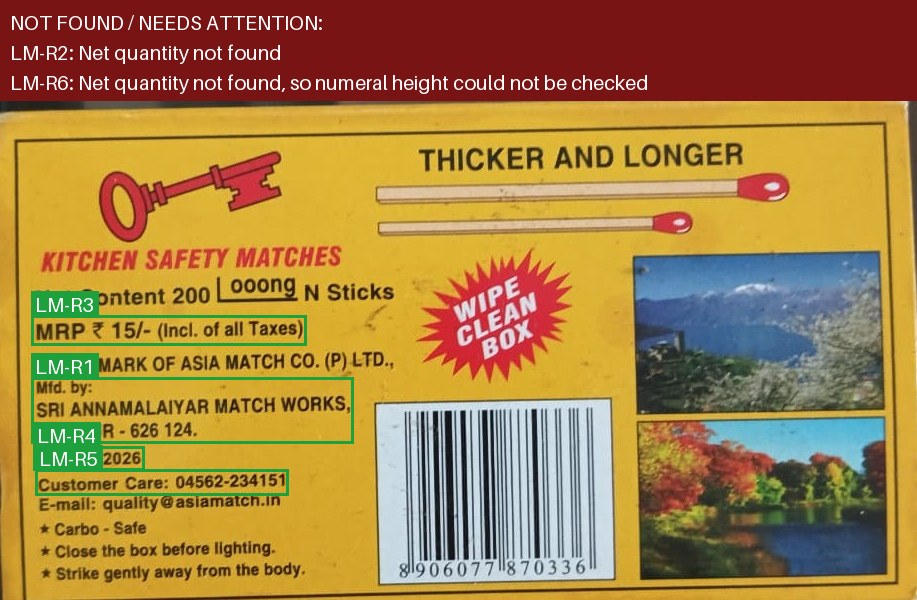 NOT FOUND / NEEDS ATTENTION:
LM-R2: Net quantity not found
LM-R6: Net quantity not found, so numeral height could not be checked
THICKER AND LONGER
KITCHEN SAFETY MATCHES
ontent 200 Looong N Sticks
LM-R3
MRP ₹ 15/- (Incl. of all Taxes)
LM-R1 MARK OF ASIA MATCH CO. (P) LTD.,
Mfd. by:
SRI ANNAMALAIYAR MATCH WORKS,
LM-R4 R - 626 124.
LM-R5 2026
Customer Care: 04562-234151
E-mail: quality@asiamatch.in
★ Carbo - Safe
★ Close the box before lighting.
★ Strike gently away from the body.
WIPE
CLEAN
BOX
8 906077 870336